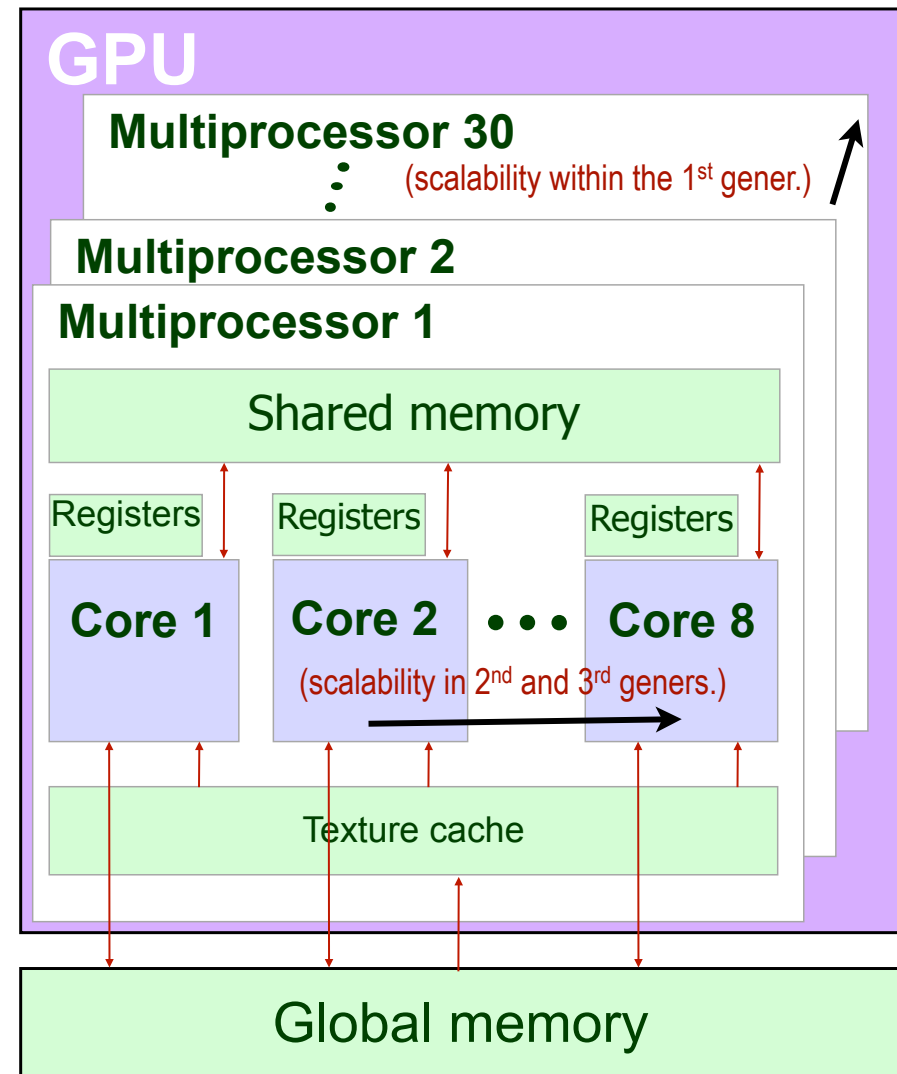 GPU
Multiprocessor 30
(scalability within the 1st gener.)
Multiprocessor 2
Multiprocessor 1
Shared memory
Registers Registers Registers
Core 1 Core 2 Core 8
(scalability in 2nd and 3rd geners.)
Texture cache
Global memory